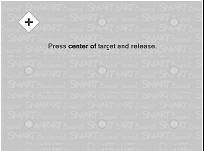 Press center of target and release.